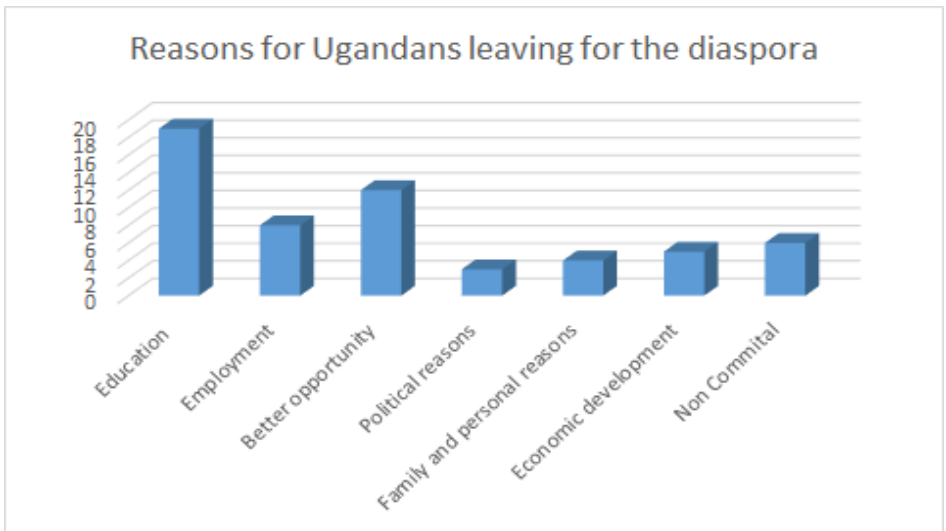 Reasons for Ugandans leaving for the diaspora
20
18
16
14
12
10
8
6
4
2
0
Education
Employment
Better opportunity
Political reasons
Family and personal reasons
Economic development
Non Commital